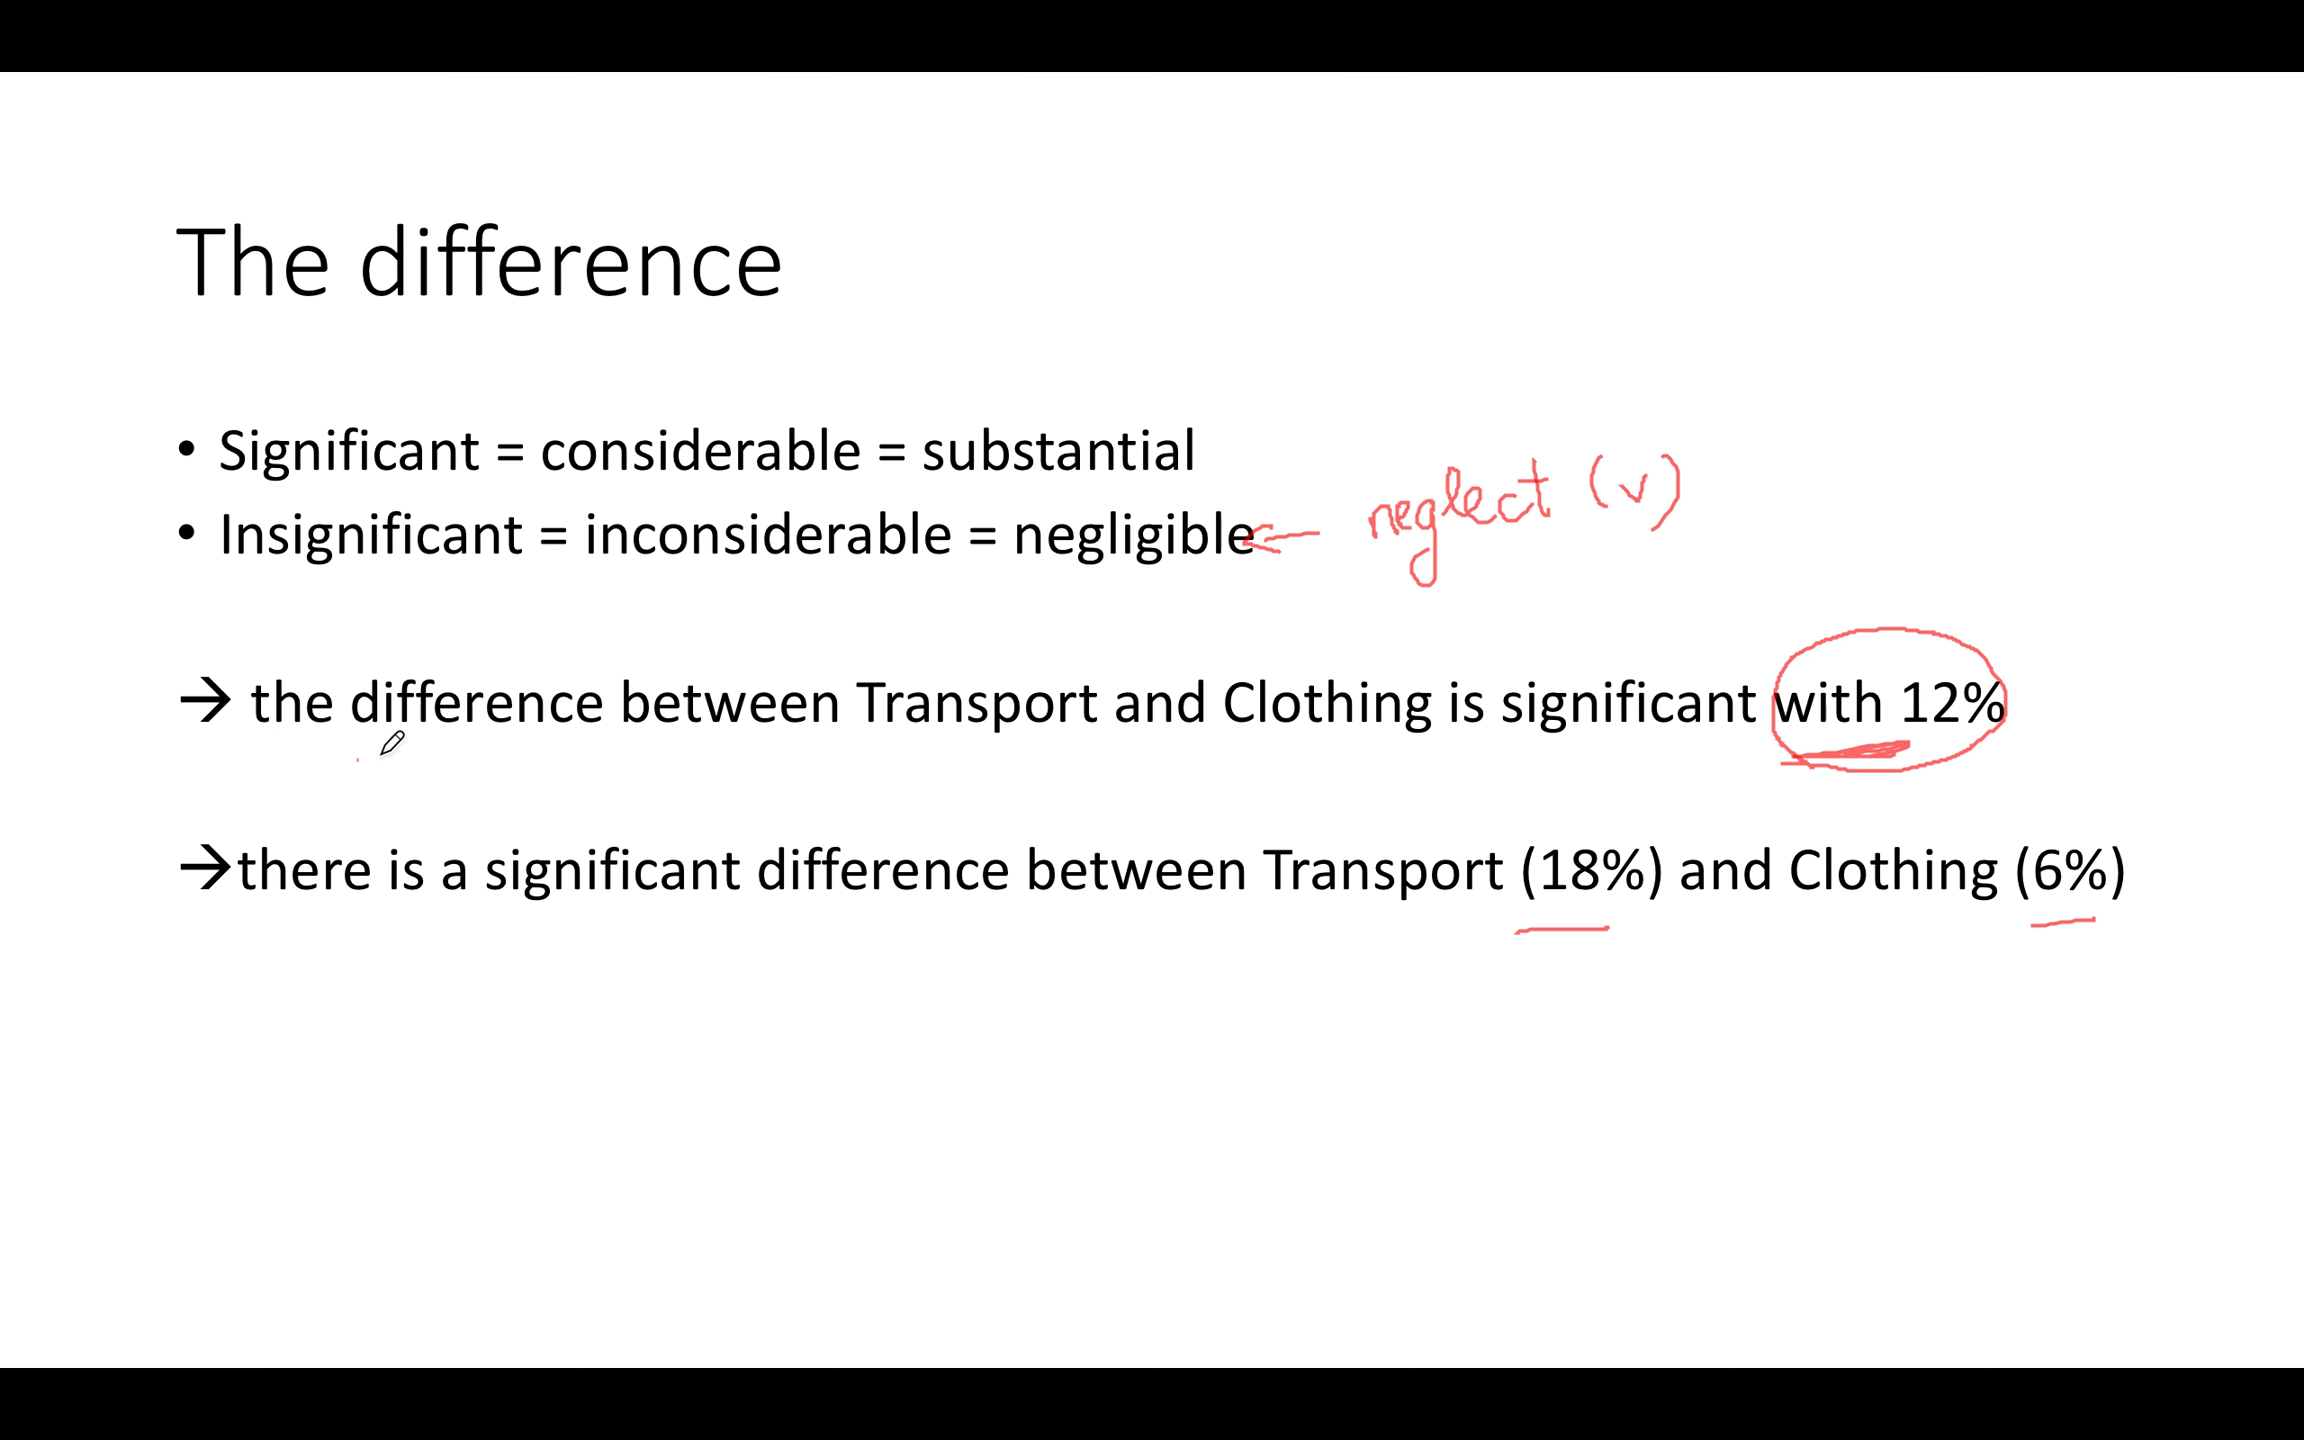 The difference
• Significant = considerable = substantial
• Insignificant = inconsiderable = negligible ← neglect (v)
→ the difference between Transport and Clothing is significant with 12%
→there is a significant difference between Transport (18%) and Clothing (6%)